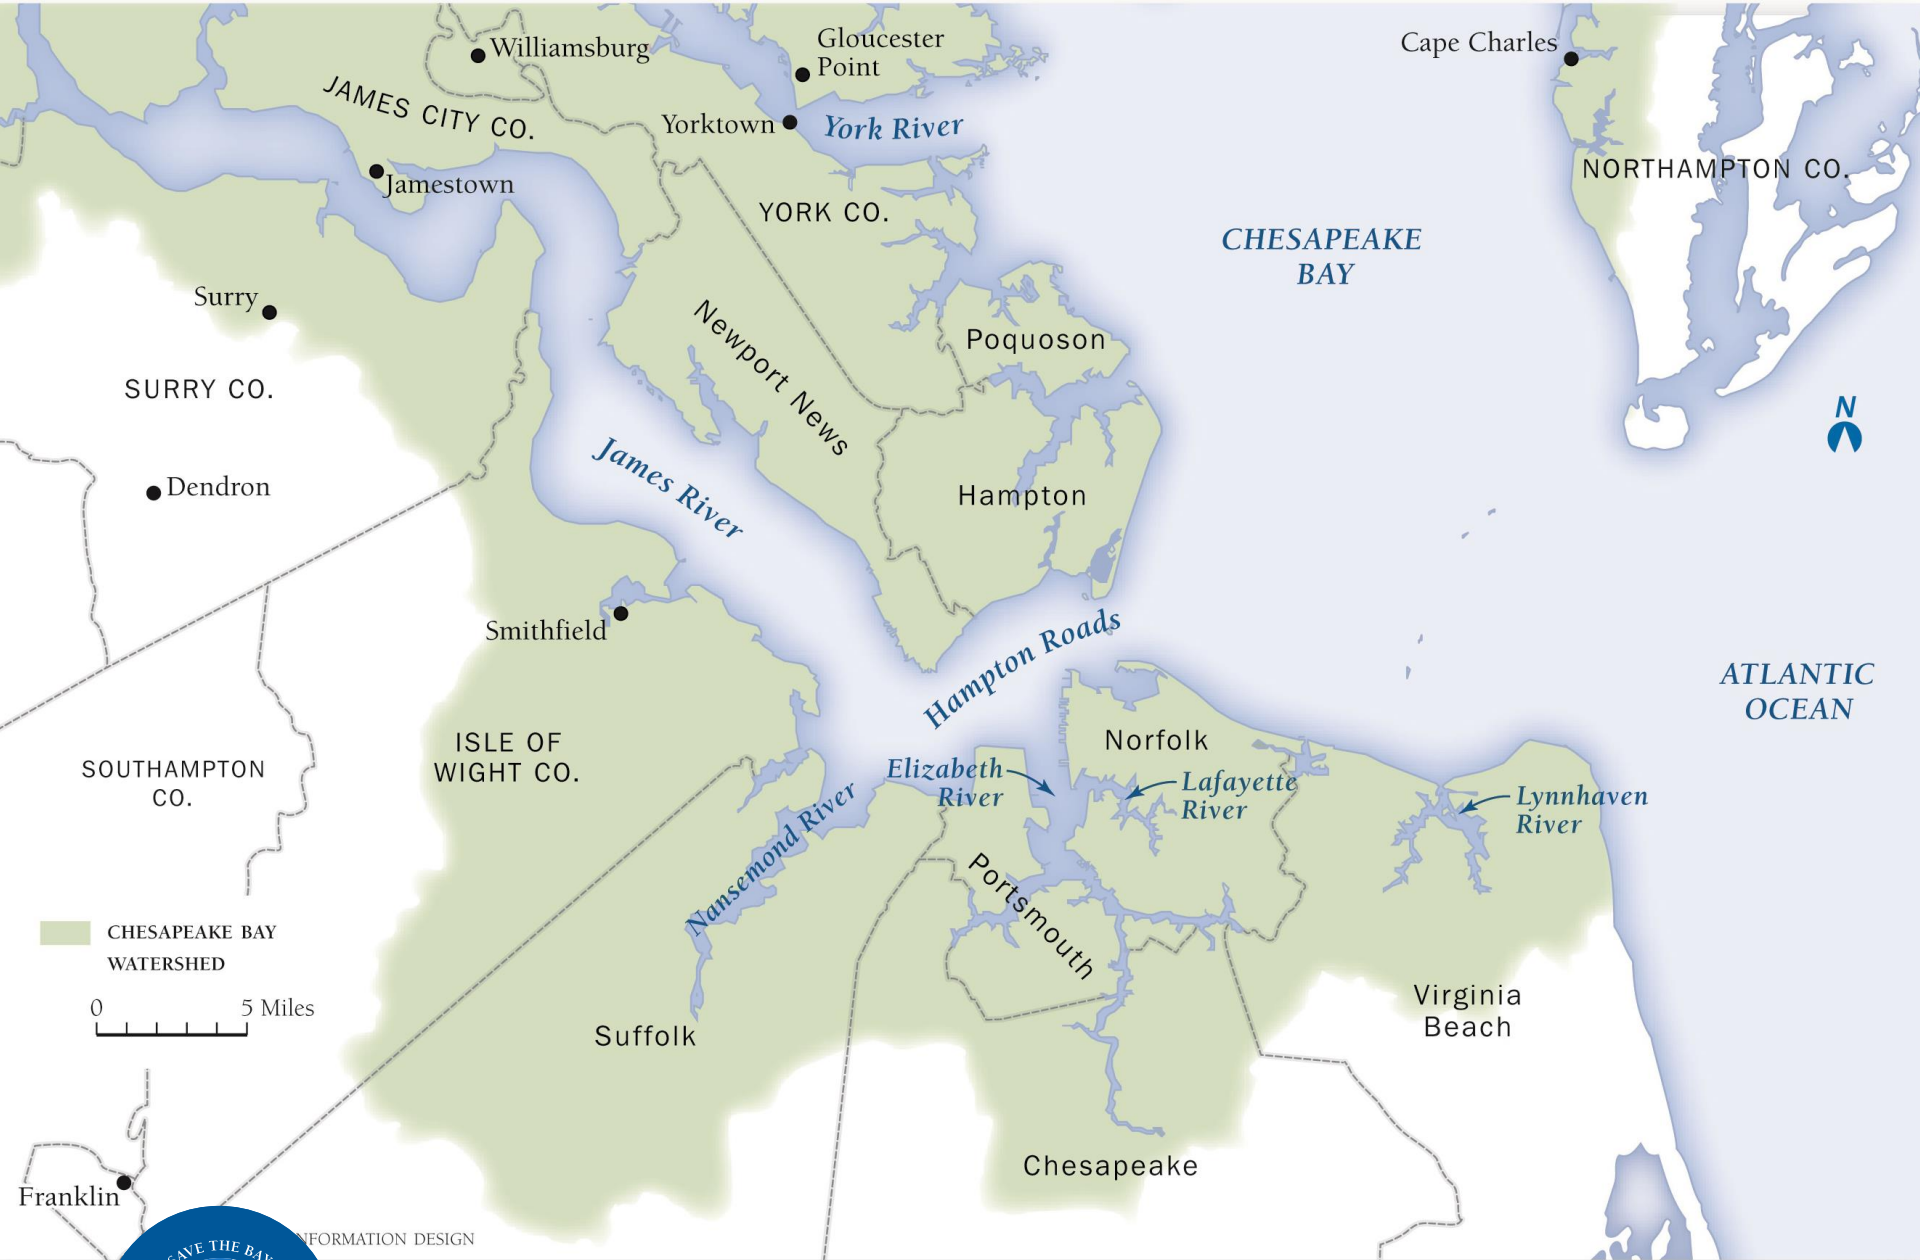 Williamsburg
Gloucester
Point
Cape Charles
JAMES CITY CO.
Yorktown
York River
Jamestown
NORTHAMPTON CO.
YORK CO.
CHESAPEAKE
BAY
Surry
Newport News
Poquoson
SURRY CO.
N
James River
Dendron
Hampton
Smithfield
Hampton Roads
ATLANTIC
OCEAN
ISLE OF
WIGHT CO.
Norfolk
SOUTHAMPTON
CO.
Elizabeth
River
Lafayette
River
Lynnhaven
River
Nansemond River
Portsmouth
CHESAPEAKE BAY
WATERSHED
0 5 Miles
Suffolk
Virginia
Beach
Chesapeake
Franklin
SAVE THE BAY
NFORMATION DESIGN